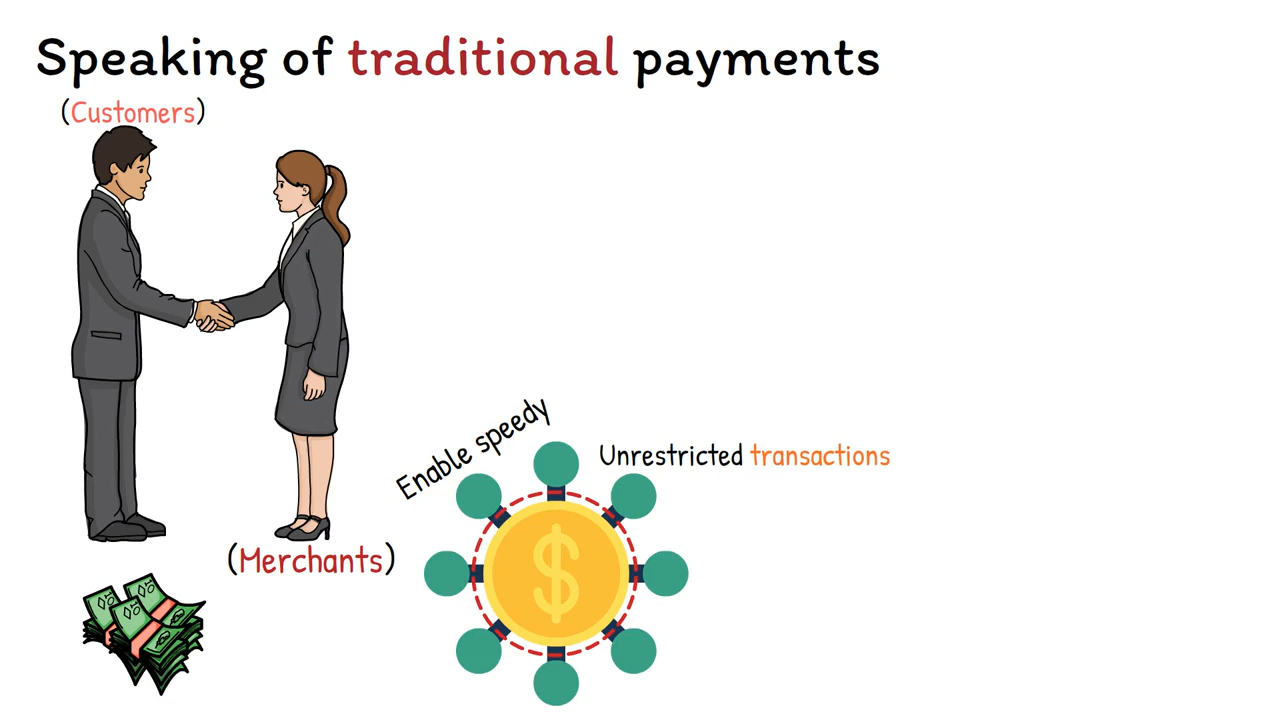 Speaking of traditional payments
(Customers)
Enable speedy
Unrestricted transactions
(Merchants)
$